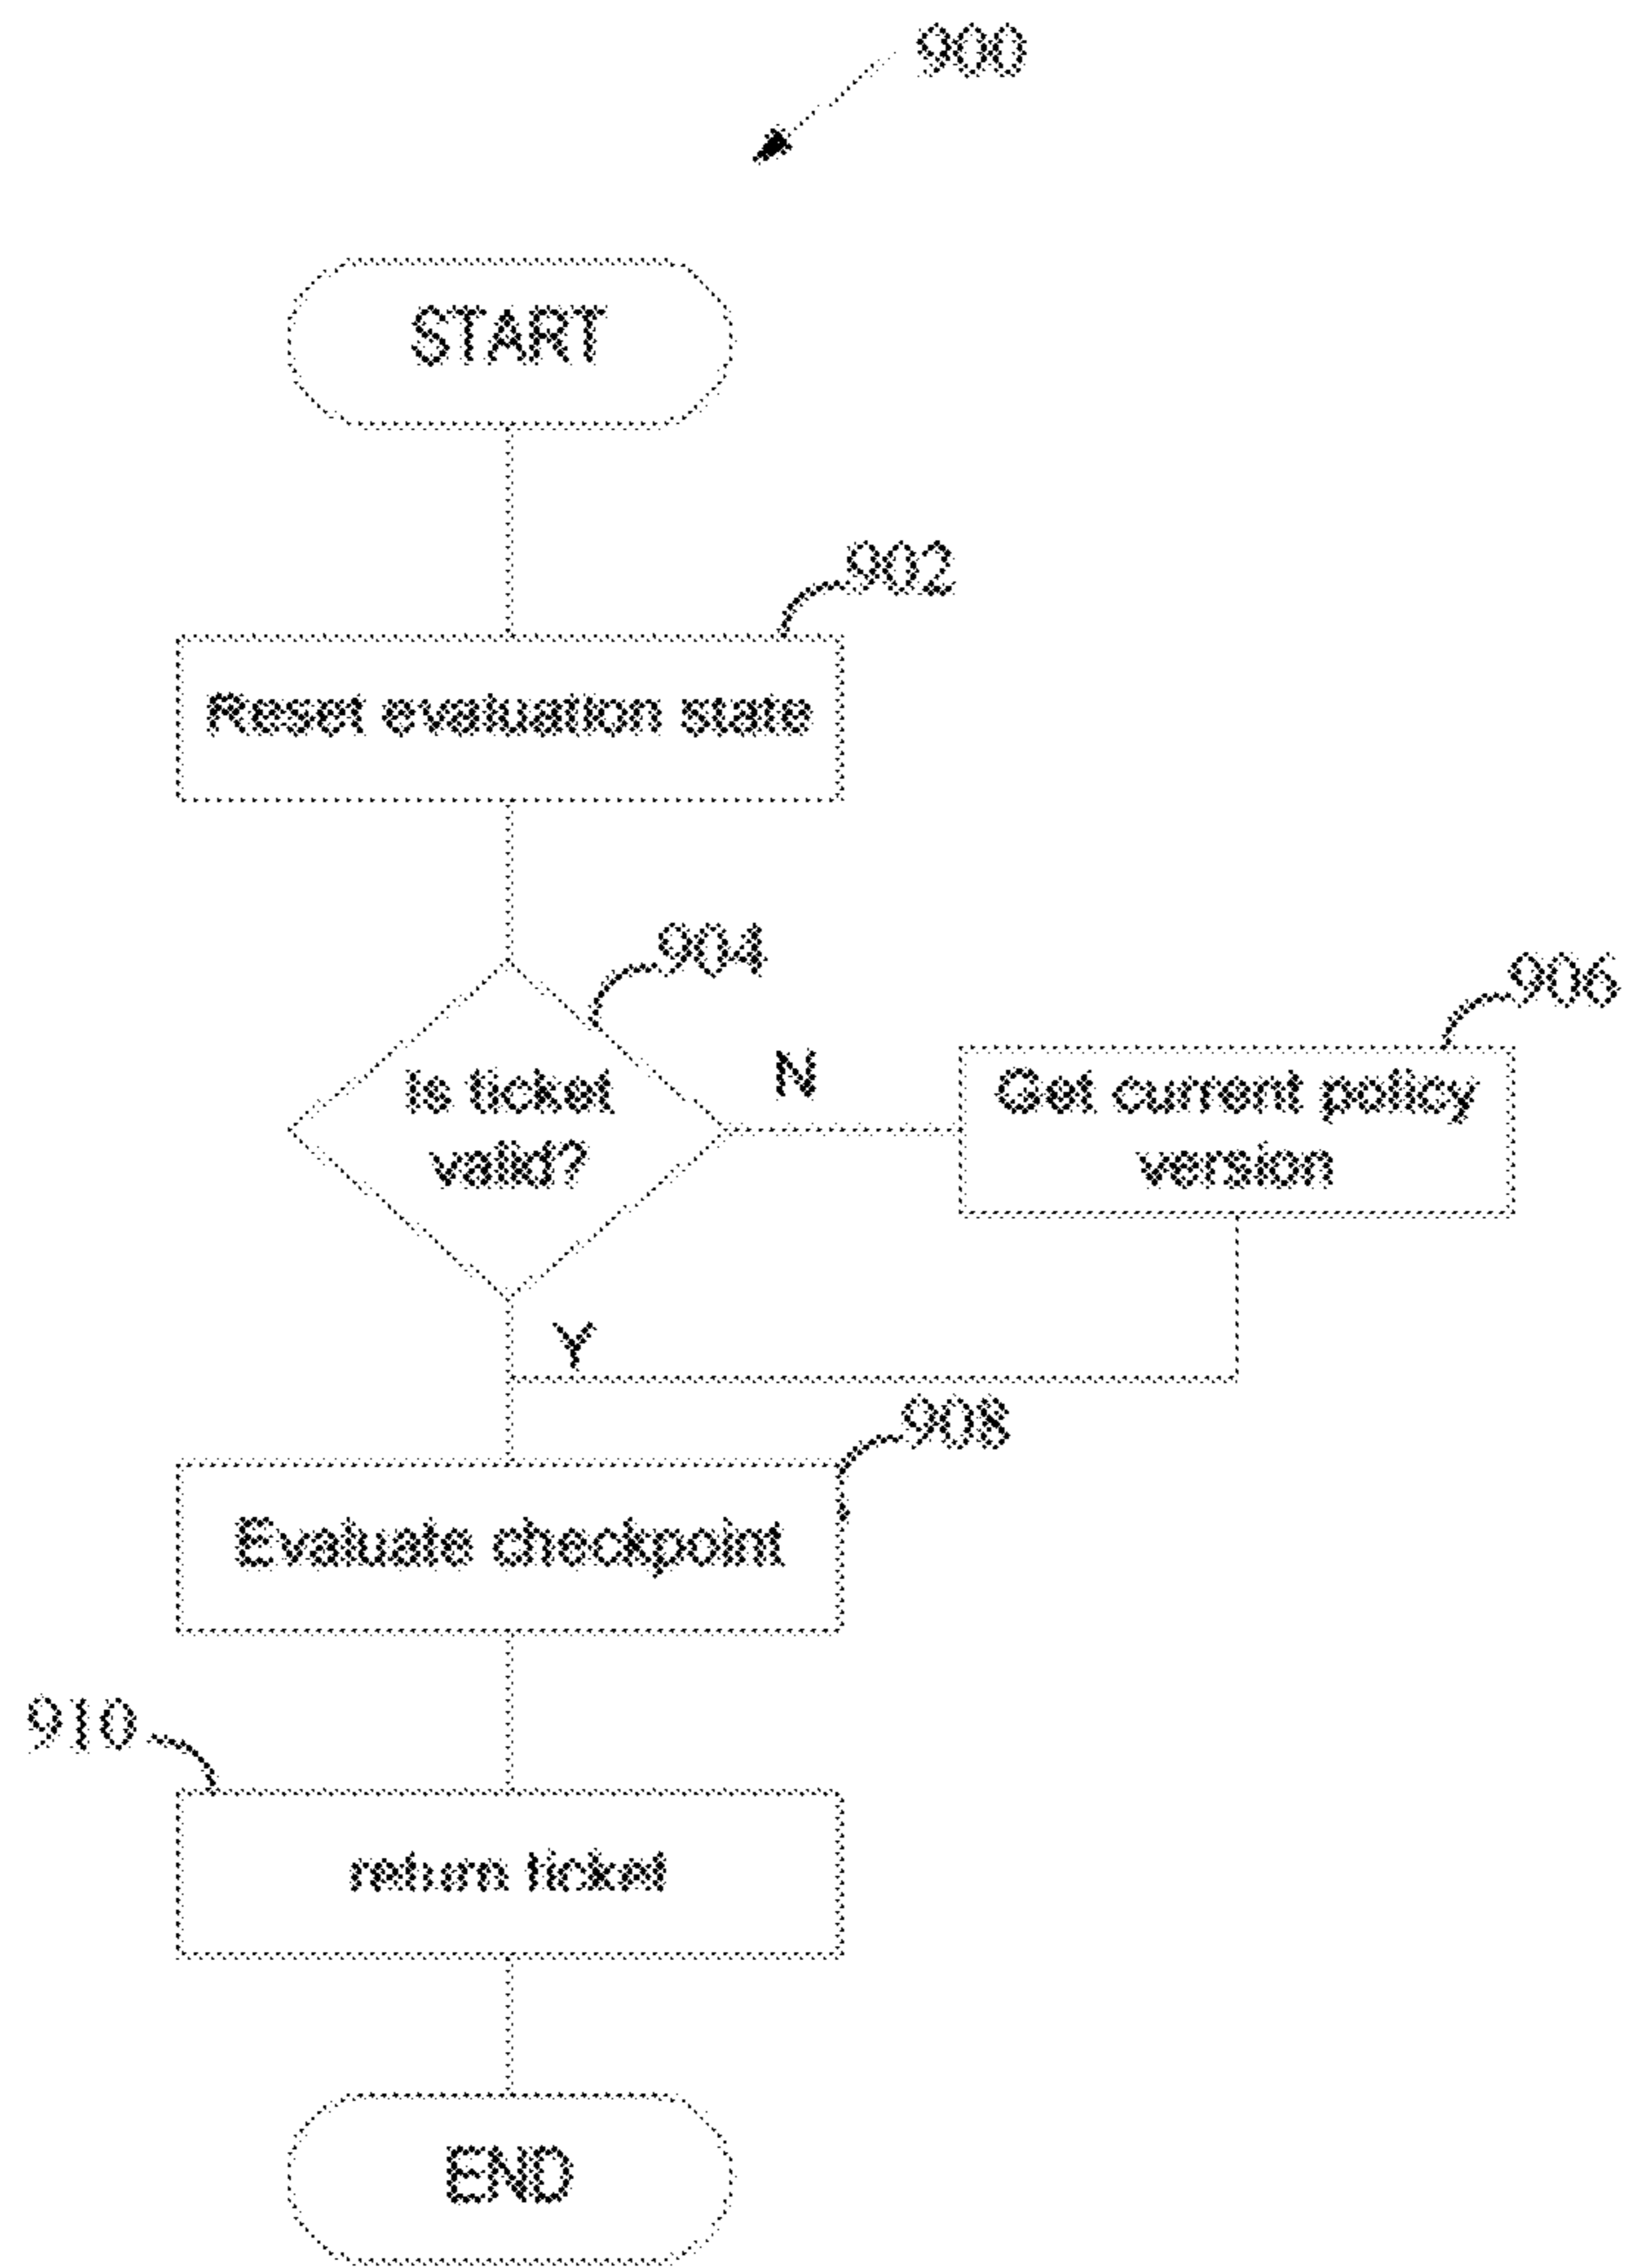 900
START
902
Reset evaluation state
904
906
Is ticket
valid?
N
Get current policy
version
Y
908
Evaluate checkpoint
910
return ticket
END